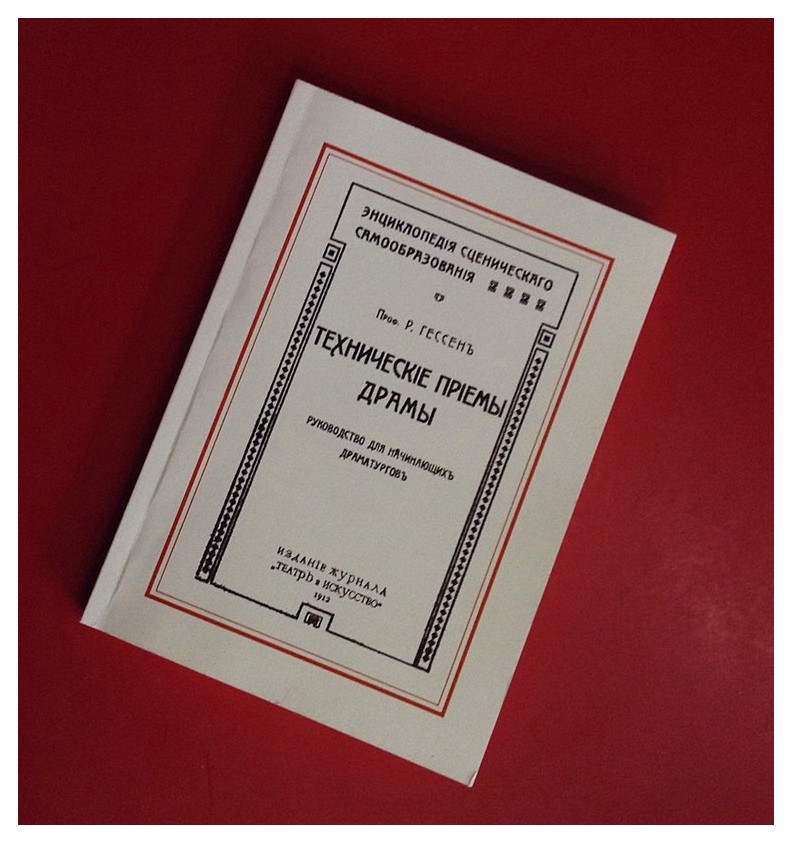 ЭНЦИКЛОПЕДІЯ СЦЕНИЧЕСКАГО
САМООБРАЗОВАНІЯ
Проф. Р. ГЕССЕНЪ
ТЕХНИЧЕСКІЕ ПРІЕМЫ
ДРАМЫ
РУКОВОДСТВО ДЛЯ НАЧИНАЮЩИХЪ
ДРАМАТУРГОВЪ
ИЗДАНІЕ ЖУРНАЛА
„ТЕАТРЪ и ИСКУССТВО“
1912